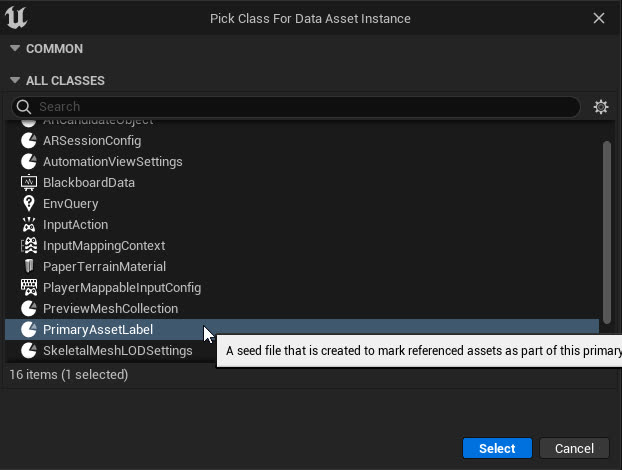 Pick Class For Data Asset Instance
COMMON
ALL CLASSES
Search
ARCandidateObject
ARSessionConfig
AutomationViewSettings
BlackboardData
EnvQuery
InputAction
InputMappingContext
PaperTerrainMaterial
PlayerMappableInputConfig
PreviewMeshCollection
PrimaryAssetLabel
A seed file that is created to mark referenced assets as part of this primary
SkeletalMeshLODSettings
16 items (1 selected)
Select
Cancel